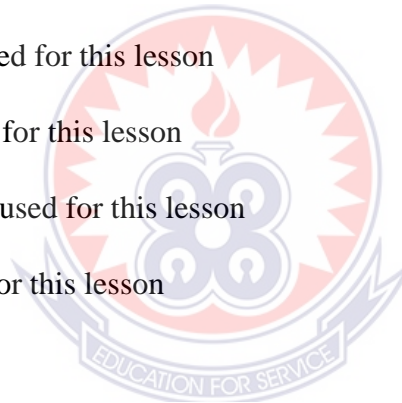 ed for this lesson
for this lesson
used for this lesson
or this lesson
EDUCATION FOR SERVICE